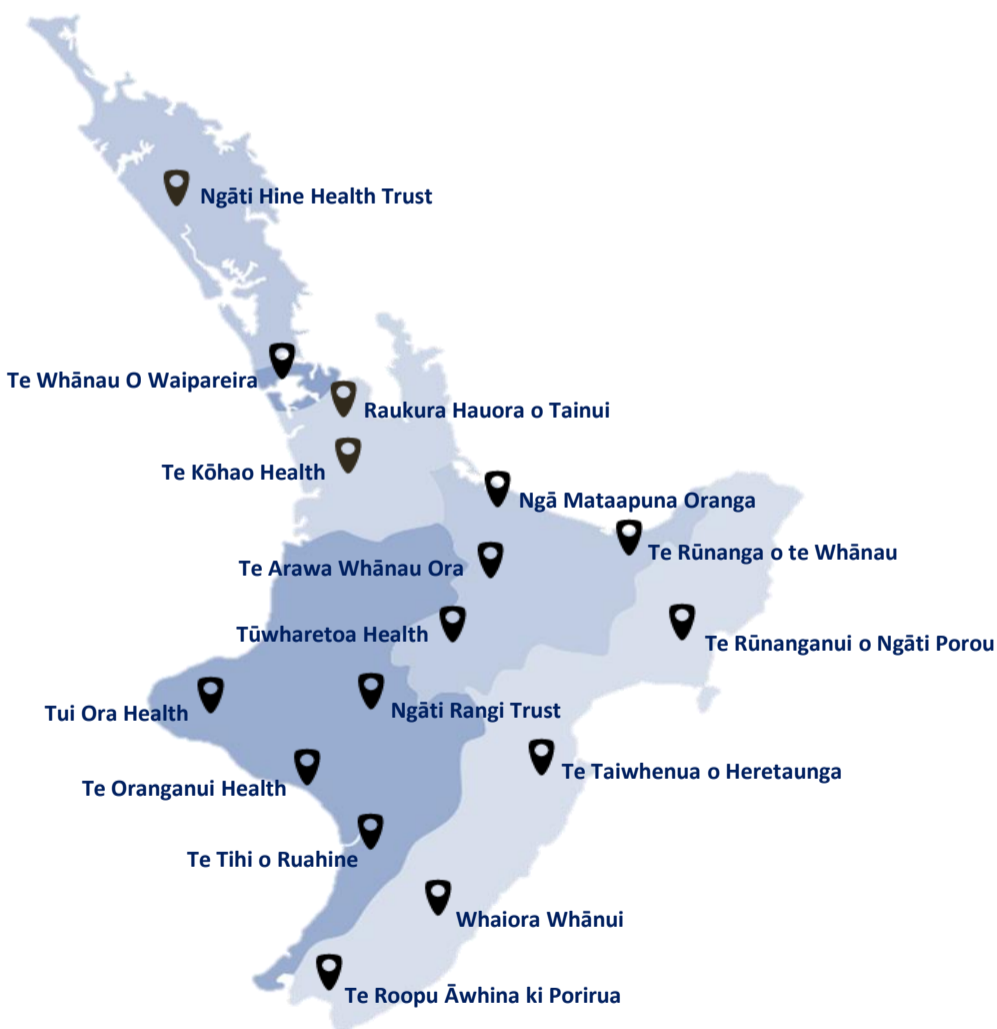 Ngāti Hine Health Trust
Te Whānau O Waipareira
Raukura Hauora o Tainui
Te Kōhao Health
Ngā Mataapuna Oranga
Te Rūnanga o te Whānau
Te Arawa Whānau Ora
Tūwharetoa Health
Te Rūnanganui o Ngāti Porou
Tui Ora Health
Ngāti Rangi Trust
Te Taiwhenua o Heretaunga
Te Oranganui Health
Te Tihi o Ruahine
Whaiora Whānui
Te Roopu Āwhina ki Porirua